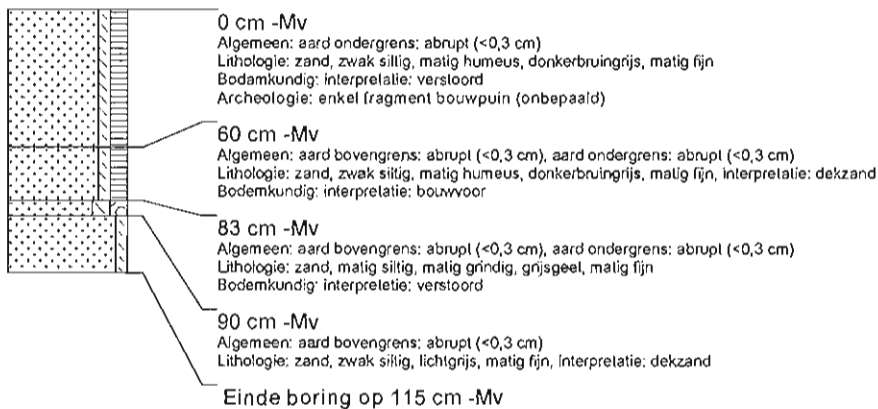 0 cm -Mv
Algemeen: aard ondergrens: abrupt (<0,3 cm)
Lithologie: zand, zwak siltig, matig humeus, donkerbruingrijs, matig fijn
Bodamkundig: interpretatie: verstoord
Archeologie: enkel fragment bouwpuin (onbepaald)
60 cm -Mv
Algemeen: aard bovengrens: abrupt (<0,3 cm), aard ondergrens: abrupt (<0,3 cm)
Lithologie: zand, zwak siltig, matig humeus, donkerbruingrijs, matig fijn, interpretatie: dekzand
Bodemkundig: interpretatie: bouwvoor
83 cm -Mv
Algemeen: aard bovengrens: abrupt (<0,3 cm), aard ondergrens: abrupt (<0,3 cm)
Lithologie: zand, matig siltig, matig grindig, grijsgeel, matig fijn
Bodemkundig: interpretetie: verstoord
90 cm -Mv
Algemeen: aard bovengrens: abrupt (<0,3 cm)
Lithologie: zand, zwak siltig, lichtgrijs, matig fijn, interpretatie: dekzand
Einde boring op 115 cm -Mv